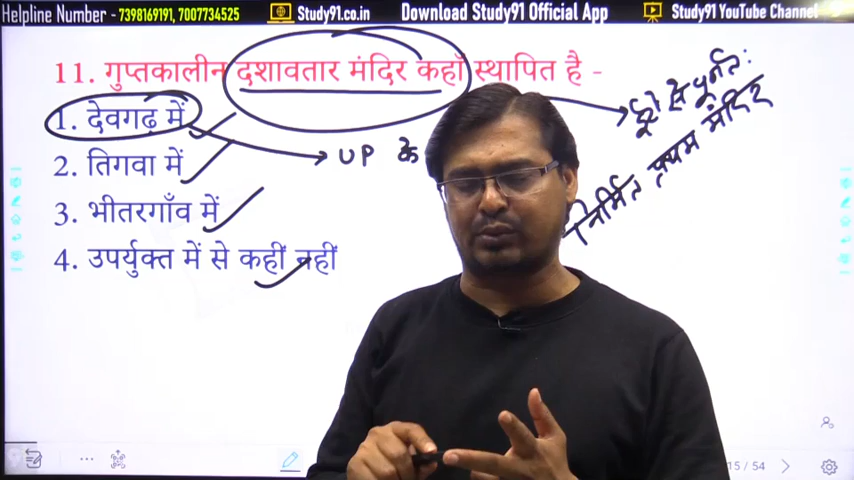 Helpline Number - 7398169191, 7007734525 Study91.co.in Download Study91 Official App Study91 YouTube Channel
11. गुप्तकालीन दशावतार मंदिर कहाँ स्थापित है -
1. देवगढ़ में
2. तिगवा में
3. भीतरगाँव में
4. उपर्युक्त में से कहीं नहीं
UP के
से पूर्णतः
निर्मित प्रथम मंदिर
15 / 54